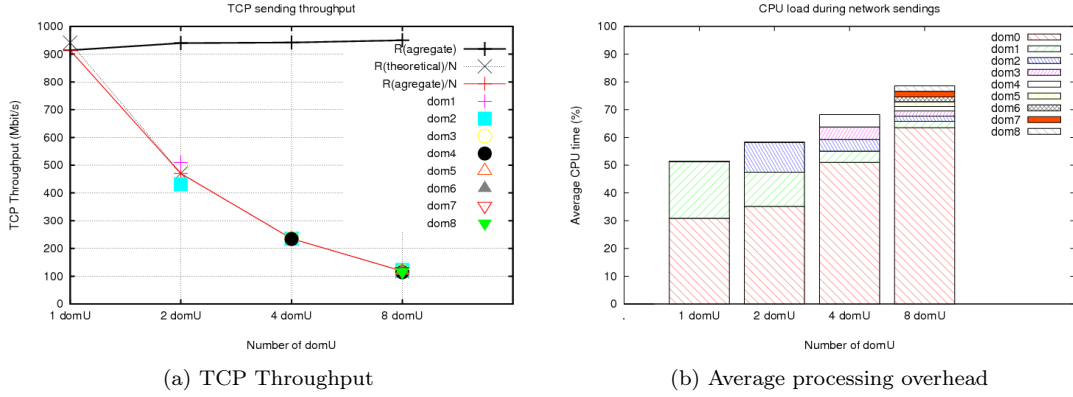 TCP sending throughput
TCP Throughput (Mbit/s)
1000
900
800
700
600
500
400
300
200
100
0
1 domU
2 domU
4 domU
8 domU
Number of domU
R(agregate)
R(theoretical)/N
R(agregate)/N
dom1
dom2
dom3
dom4
dom5
dom6
dom7
dom8
(a) TCP Throughput
CPU load during network sendings
Average CPU time (%)
100
90
80
70
60
50
40
30
20
10
0
.
1 domU
2 domU
4 domU
8 domU
Number of domU
dom0
dom1
dom2
dom3
dom4
dom5
dom6
dom7
dom8
(b) Average processing overhead